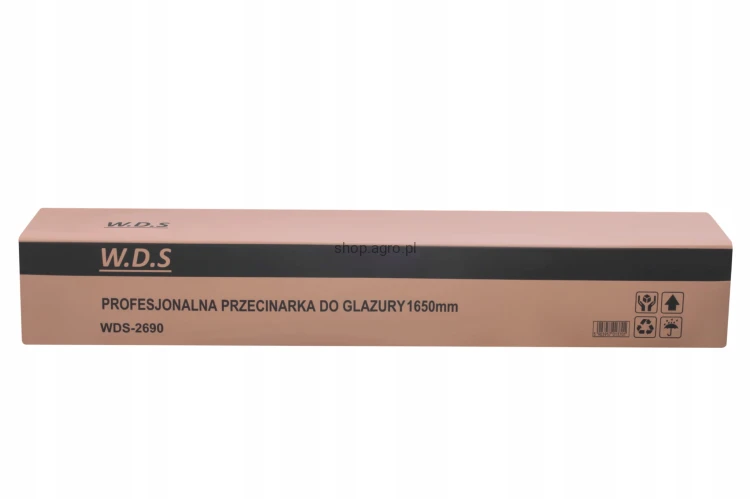 W.D.S
shop.agro.pl
W.D.S
PROFESJONALNA PRZECINARKA DO GLAZURY 1650mm
WDS-2690